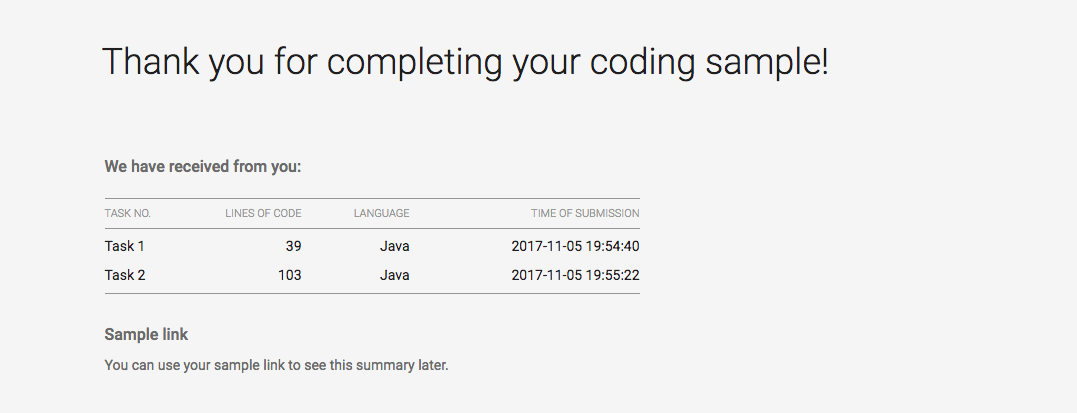 Thank you for completing your coding sample!
We have received from you:
TASK NO. LINES OF CODE LANGUAGE TIME OF SUBMISSION
Task 1 39 Java 2017-11-05 19:54:40
Task 2 103 Java 2017-11-05 19:55:22
Sample link
You can use your sample link to see this summary later.